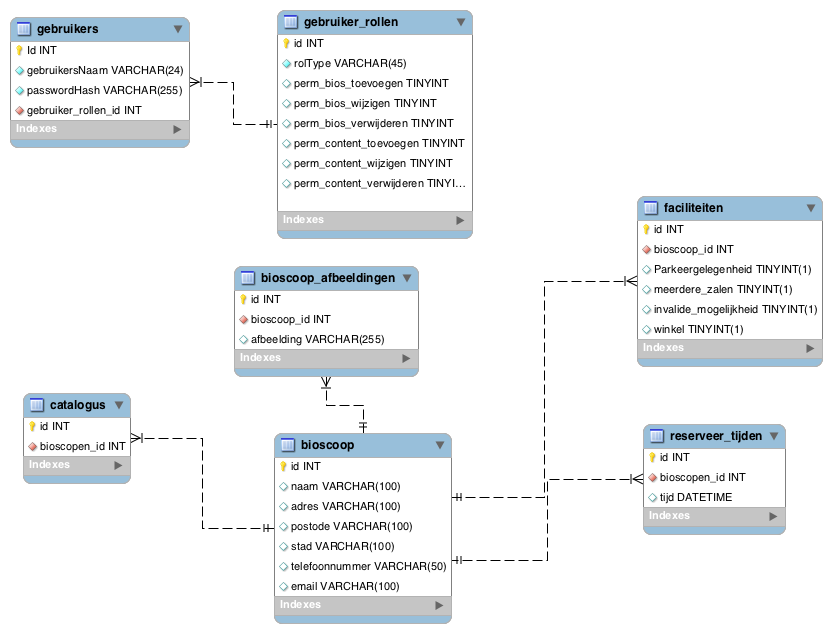 gebruikers
Id INT
gebruikersNaam VARCHAR(24)
passwordHash VARCHAR(255)
gebruiker_rollen_id INT
Indexes
gebruiker_rollen
id INT
rolType VARCHAR(45)
perm_bios_toevoegen TINYINT
perm_bios_wijzigen TINYINT
perm_bios_verwijderen TINYINT
perm_content_toevoegen TINYINT
perm_content_wijzigen TINYINT
perm_content_verwijderen TINYI...
Indexes
faciliteiten
id INT
bioscoop_id INT
Parkeergelegenheid TINYINT(1)
meerdere_zalen TINYINT(1)
invalide_mogelijkheid TINYINT(1)
winkel TINYINT(1)
Indexes
bioscoop_afbeeldingen
id INT
bioscoop_id INT
afbeelding VARCHAR(255)
Indexes
catalogus
id INT
bioscopen_id INT
Indexes
bioscoop
id INT
naam VARCHAR(100)
adres VARCHAR(100)
postode VARCHAR(100)
stad VARCHAR(100)
telefoonnummer VARCHAR(50)
email VARCHAR(100)
Indexes
reserveer_tijden
id INT
bioscopen_id INT
tijd DATETIME
Indexes